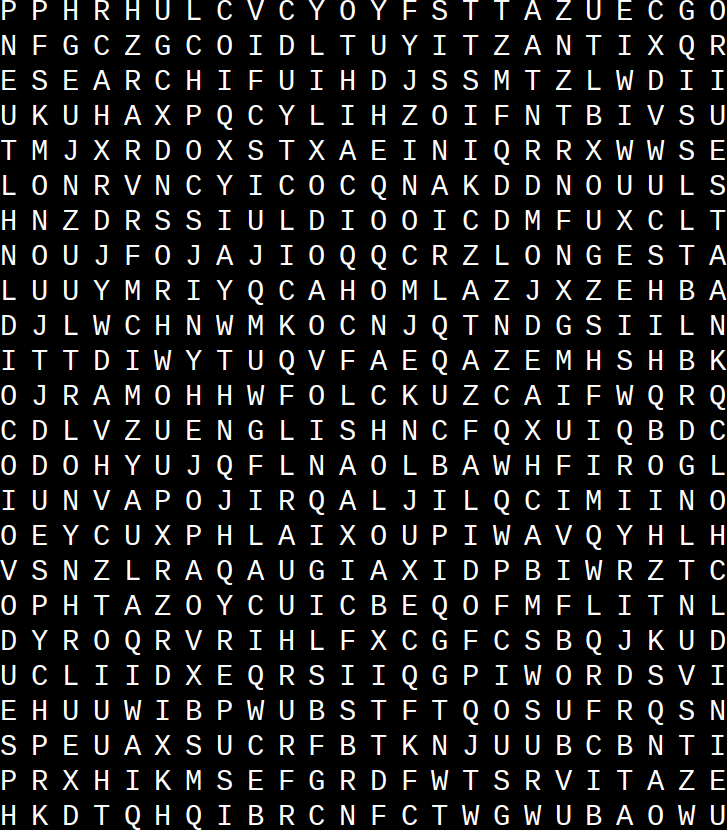 P P H R H U L C V C Y O Y F S T T A Z U E C G O
N F G C Z G C O I D L T U Y I T Z A N T I X Q R
E S E A R C H I F U I H D J S S M T Z L W D I I
U K U H A X P Q C Y L I H Z O I F N T B I V S U
T M J X R D O X S T X A E I N I Q R R X W W S E
L O N R V N C Y I C O C Q N A K D D N O U U L S
H N Z D R S S I U L D I O O I C D M F U X C L T
N O U J F O J A J I O Q Q C R Z L O N G E S T A
L U U Y M R I Y Q C A H O M L A Z J X Z E H B A
D J L W C H N W M K O C N J Q T N D G S I I L N
I T T D I W Y T U Q V F A E Q A Z E M H S H B K
O J R A M O H H W F O L C K U Z C A I F W Q R Q
C D L V Z U E N G L I S H N C F Q X U I Q B D C
O D O H Y U J Q F L N A O L B A W H F I R O G L
I U N V A P O J I R Q A L J I L Q C I M I I N O
O E Y C U X P H L A I X O U P I W A V Q Y H L H
V S N Z L R A Q A U G I A X I D P B I W R Z T C
O P H T A Z O Y C U I C B E Q O F M F L I T N L
D Y R O Q R V R I H L F X C G F C S B Q J K U D
U C L I I D X E Q R S I I Q G P I W O R D S V I
E H U U W I B P W U B S T F T Q O S U F R Q S N
S P E U A X S U C R F B T K N J U U B C B N T I
P R X H I K M S E F G R D F W T S R V I T A Z E
H K D T Q H Q I B R C N F C T W G W U B A O W U